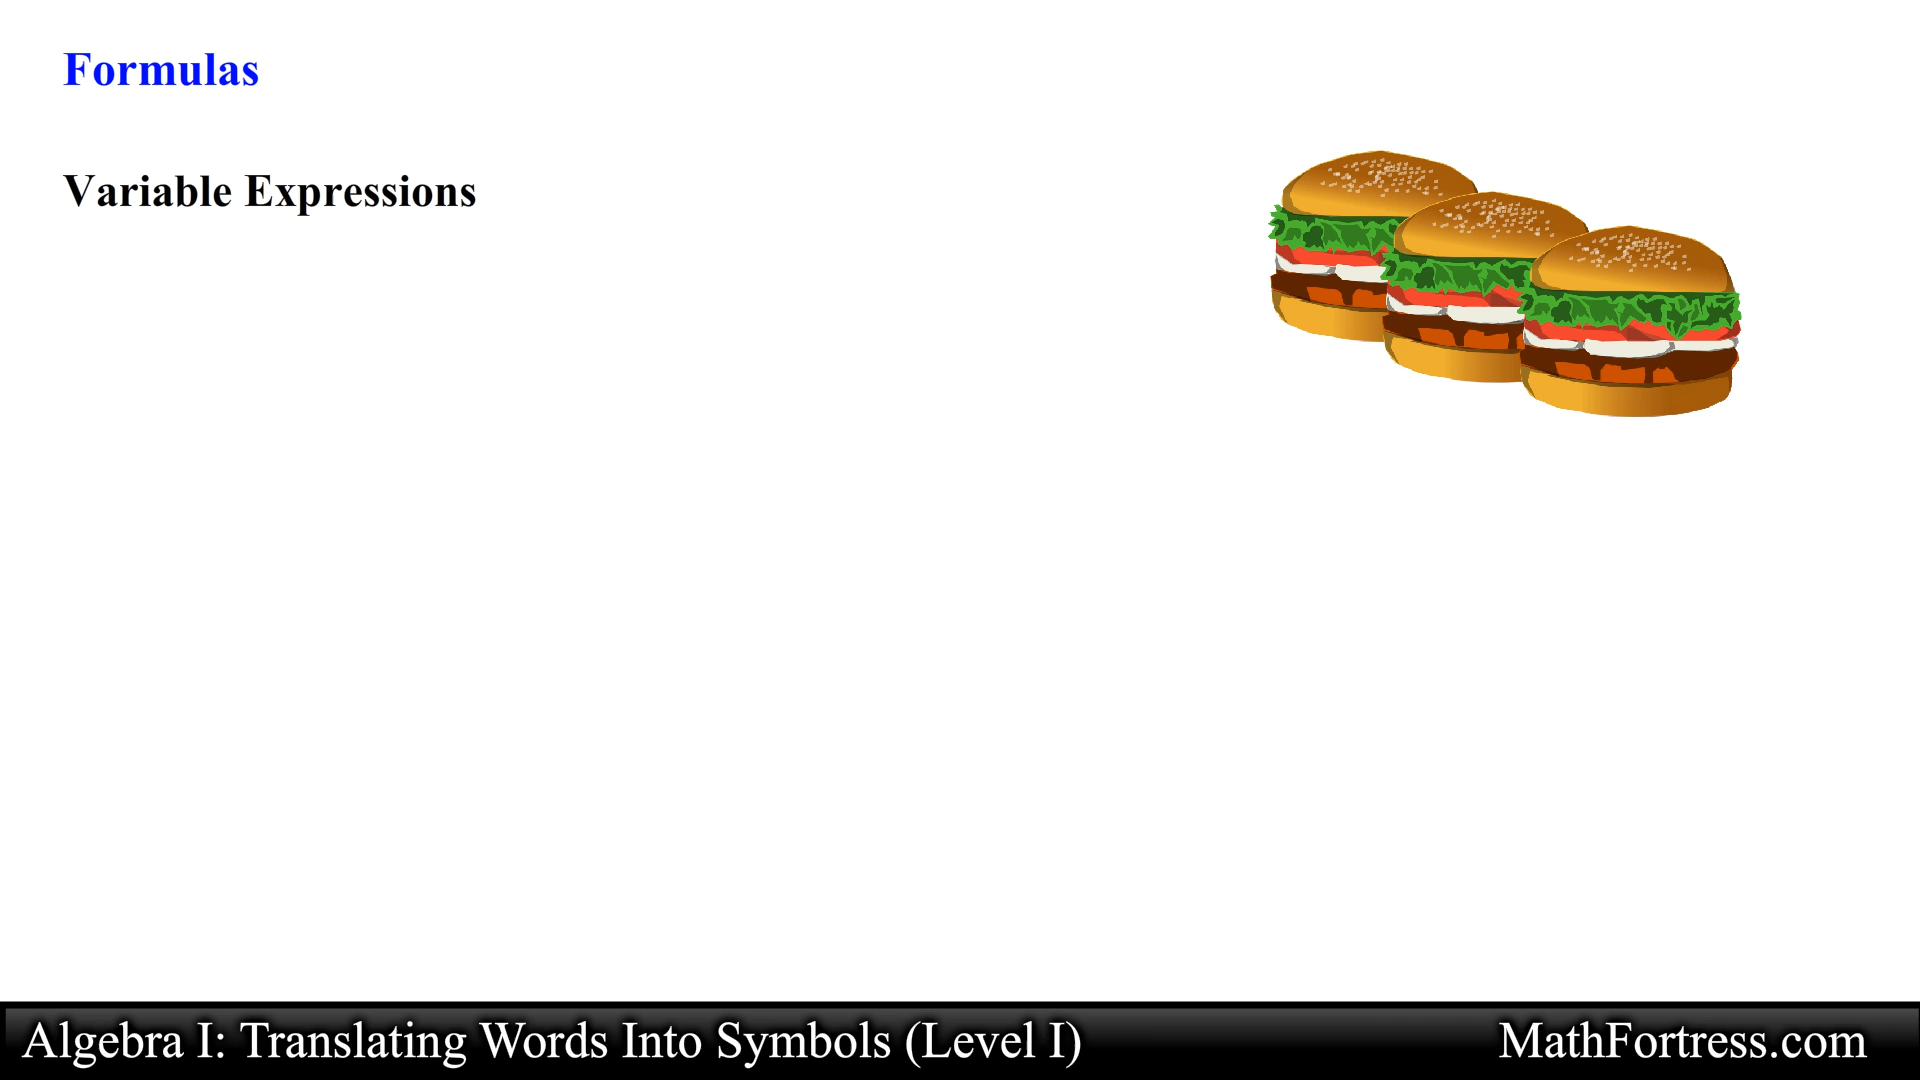 Formulas
Variable Expressions
Algebra I: Translating Words Into Symbols (Level I)
MathFortress.com